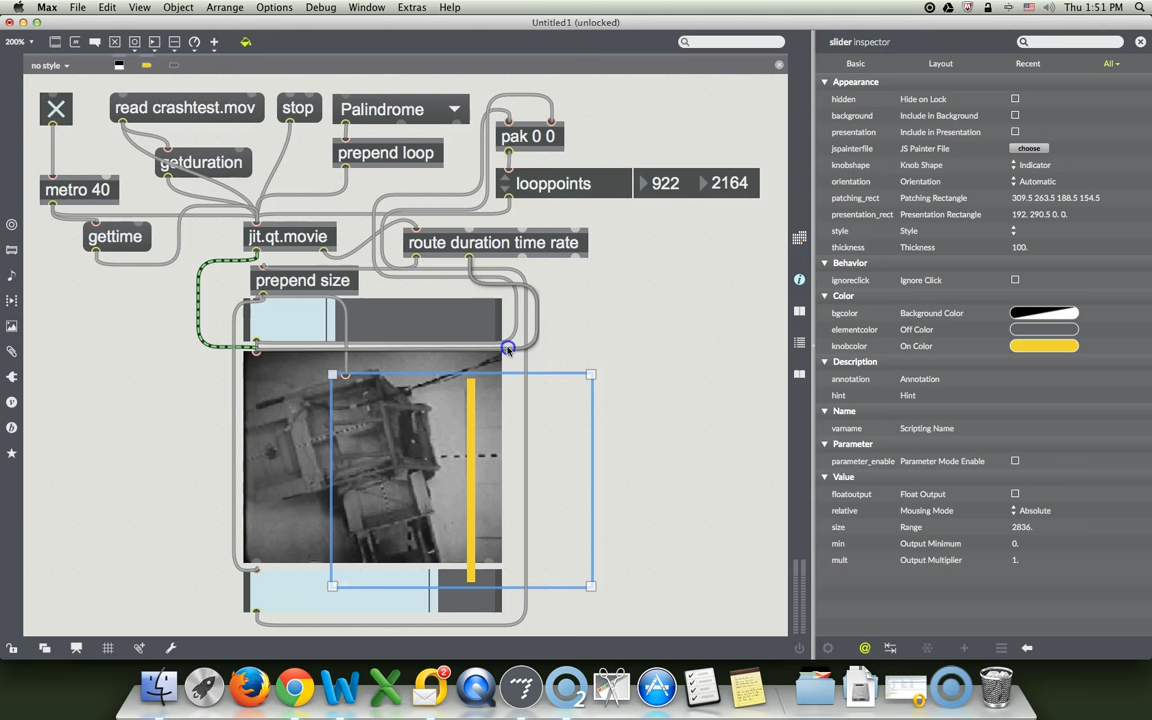 Max File Edit View Object Arrange Options Debug Window Extras Help
Thu 1:51 PM
Untitled1 (unlocked)
200%
no style
read crashtest.mov
stop
Palindrome
getduration
prepend loop
pak 0 0
metro 40
looppoints 922 2164
gettime
jit.qt.movie
route duration time rate
prepend size
slider inspector
Basic Layout Recent All
Appearance
hidden Hide on Lock
background Include in Background
presentation Include in Presentation
jspainterfile JS Painter File choose
knobshape Knob Shape Indicator
orientation Orientation Automatic
patching_rect Patching Rectangle 309.5 263.5 188.5 154.5
presentation_rect Presentation Rectangle 192. 290.5 0. 0.
style Style
thickness Thickness 100.
Behavior
ignoreclick Ignore Click
Color
bgcolor Background Color
elementcolor Off Color
knobcolor On Color
Description
annotation Annotation
hint Hint
Name
varname Scripting Name
Parameter
parameter_enable Parameter Mode Enable
Value
floatoutput Float Output
relative Mousing Mode Absolute
size Range 2836.
min Output Minimum 0.
mult Output Multiplier 1.
2
2